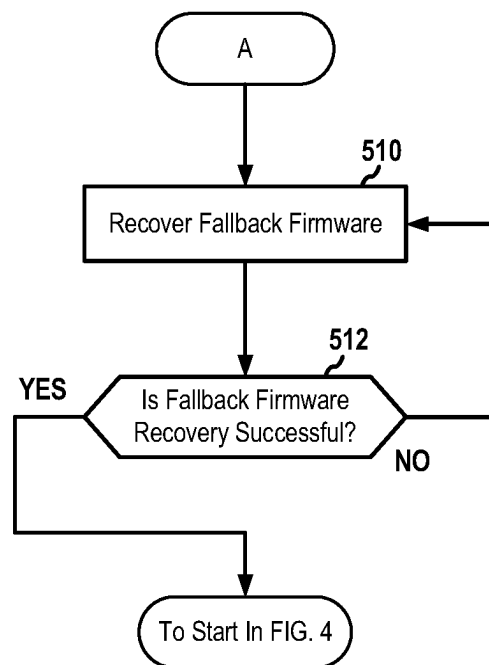 A
510
Recover Fallback Firmware
512
YES
Is Fallback Firmware
Recovery Successful?
NO
To Start In FIG. 4